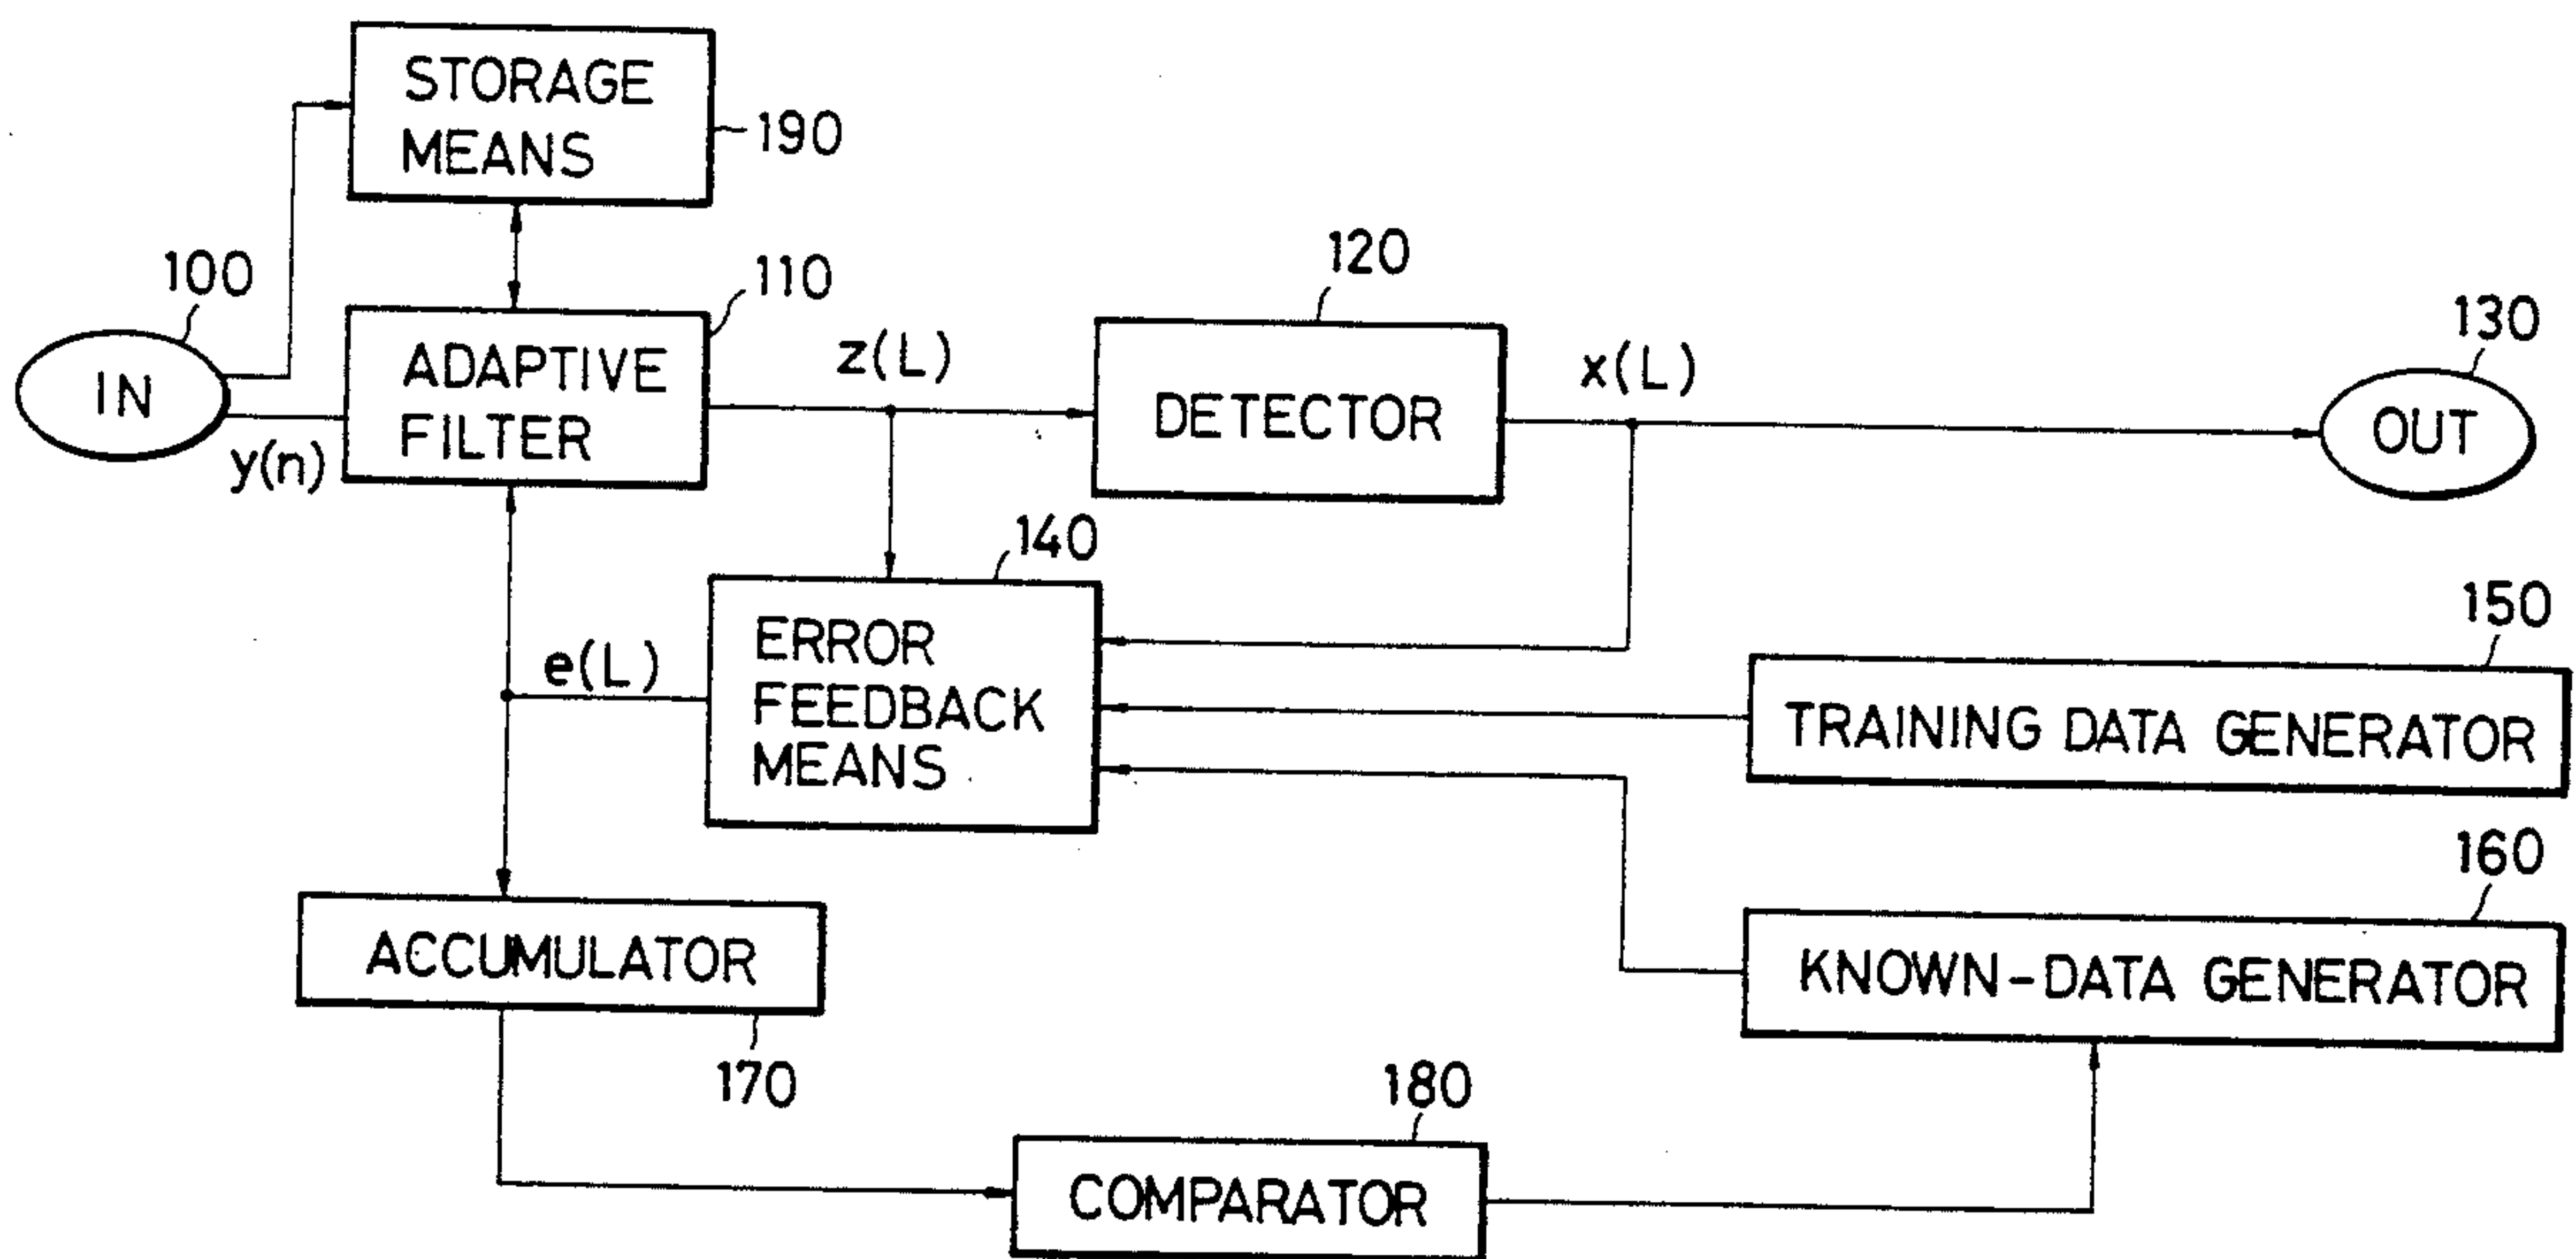 STORAGE
MEANS
190
100
110
120
130
IN
ADAPTIVE
FILTER
z(L)
DETECTOR
x(L)
OUT
y(n)
140
150
ERROR
FEEDBACK
MEANS
e(L)
TRAINING DATA GENERATOR
160
ACCUMULATOR
KNOWN-DATA GENERATOR
170
180
COMPARATOR